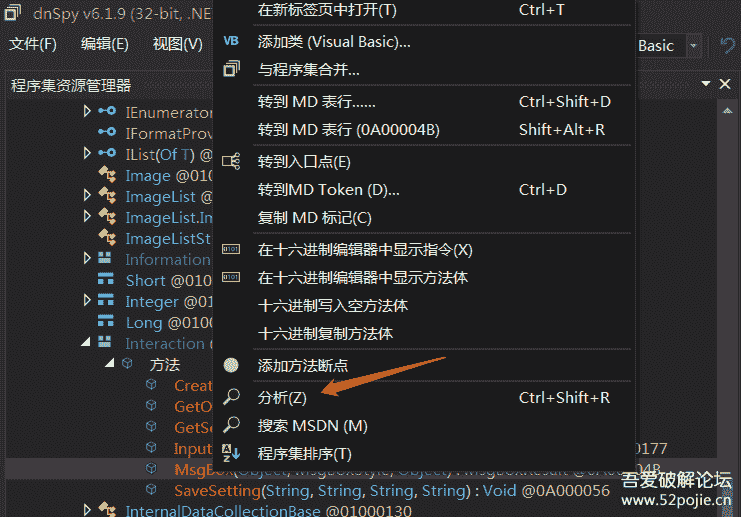 dnSpy v6.1.9 (32-bit, .NE
文件(F) 编辑(E) 视图(V)
Basic
程序集资源管理器
IEnumerator
IFormatProv
IList(Of T) @
Image @010
ImageList @
ImageList.Im
ImageListSt
Information
Short @010
Integer @01
Long @0100
Interaction
方法
Creat
GetO
GetSe
Input
0177
MsgBox(Object, MsgBoxStyle, Object) : MsgBoxResult @0A00004B
SaveSetting(String, String, String, String) : Void @0A000056
InternalDataCollectionBase @01000130
在新标签页中打开(T) Ctrl+T
添加类 (Visual Basic)...
与程序集合并...
转到 MD 表行...... Ctrl+Shift+D
转到 MD 表行 (0A00004B) Shift+Alt+R
转到入口点(E)
转到MD Token (D)... Ctrl+D
复制 MD 标记(C)
在十六进制编辑器中显示指令(X)
在十六进制编辑器中显示方法体
十六进制写入空方法体
十六进制复制方法体
添加方法断点
分析(Z) Ctrl+Shift+R
搜索 MSDN (M)
程序集排序(T)
吾爱破解论坛
www.52pojie.cn